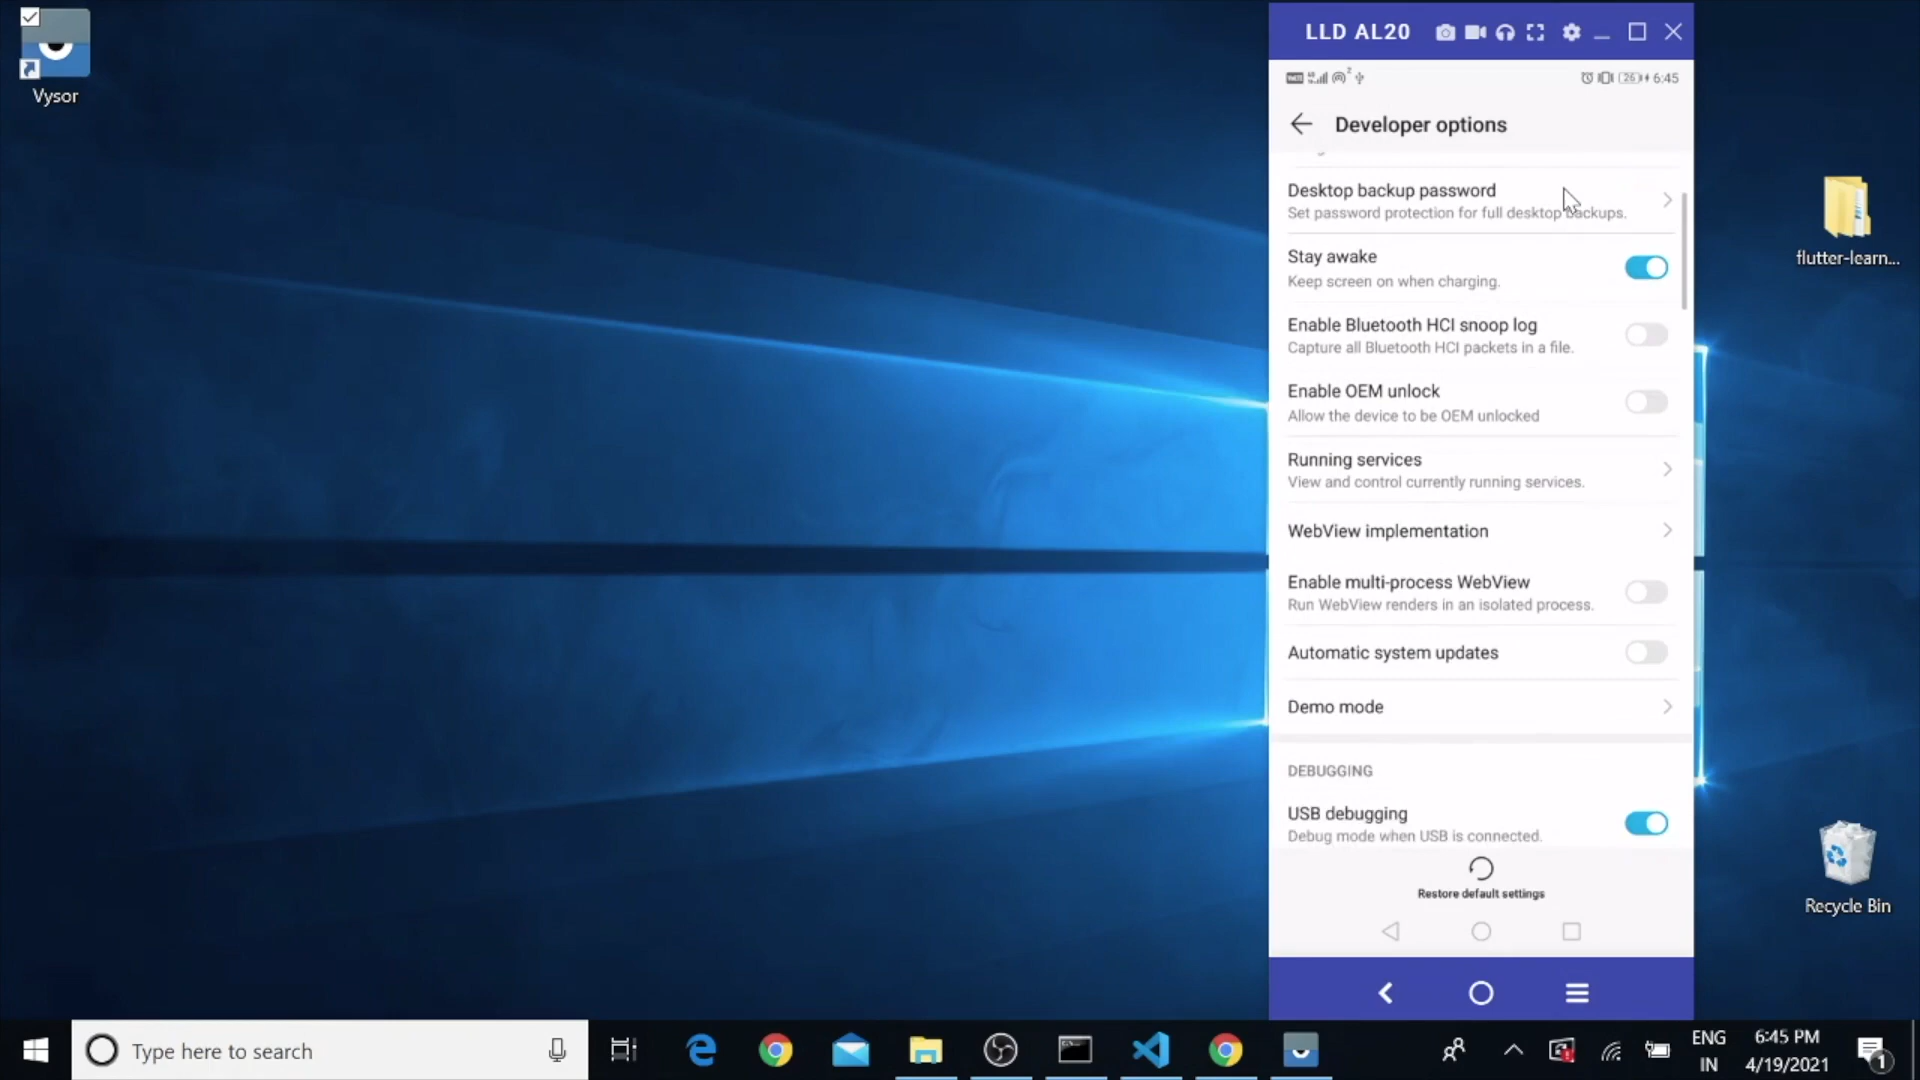 Vysor
LLD AL20
26
6:45
Developer options
Desktop backup password
Set password protection for full desktop backups.
Stay awake
Keep screen on when charging.
Enable Bluetooth HCI snoop log
Capture all Bluetooth HCI packets in a file.
Enable OEM unlock
Allow the device to be OEM unlocked
Running services
View and control currently running services.
WebView implementation
Enable multi-process WebView
Run WebView renders in an isolated process.
Automatic system updates
Demo mode
DEBUGGING
USB debugging
Debug mode when USB is connected.
Restore default settings
flutter-learn...
Recycle Bin
Type here to search
ENG
IN
6:45 PM
4/19/2021
1